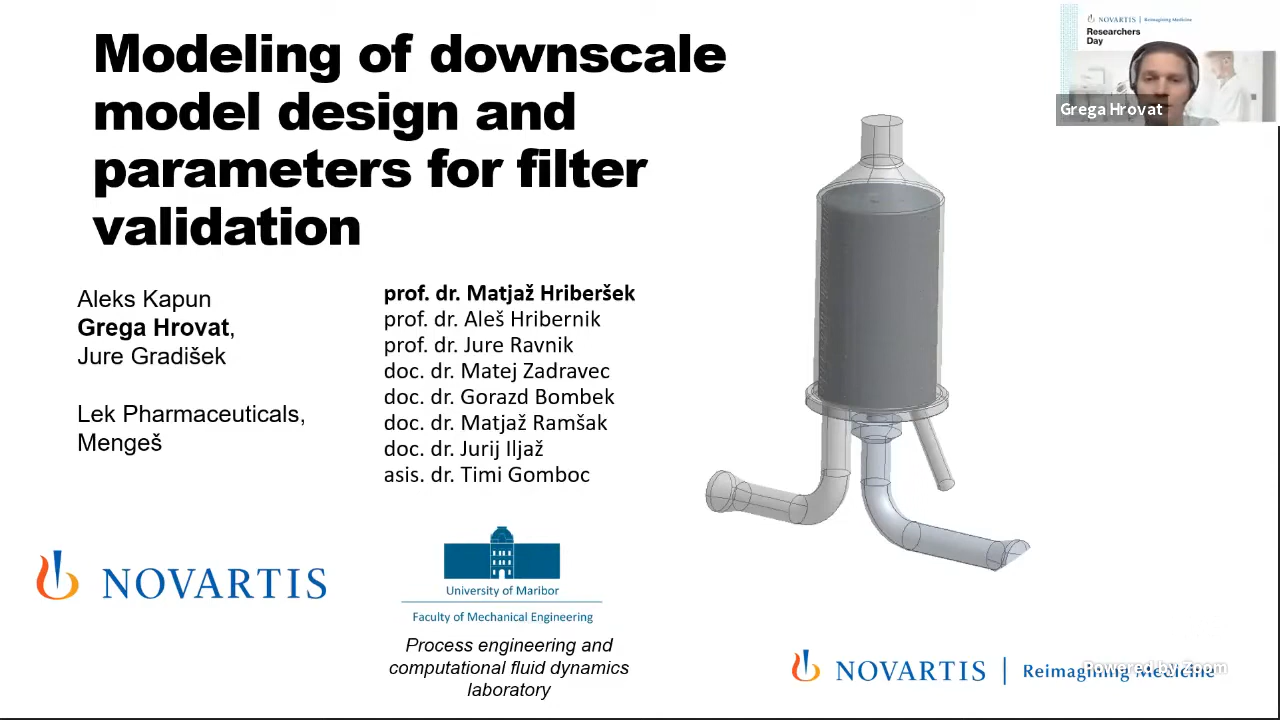 Modeling of downscale
model design and
parameters for filter
validation
NOVARTIS | Reimagining Medicine
Researchers
Day
Grega Hrovat
Aleks Kapun
Grega Hrovat,
Jure Gradišek
Lek Pharmaceuticals,
Mengeš
prof. dr. Matjaž Hriberšek
prof. dr. Aleš Hribernik
prof. dr. Jure Ravnik
doc. dr. Matej Zadravec
doc. dr. Gorazd Bombek
doc. dr. Matjaž Ramšak
doc. dr. Jurij Iljaž
asis. dr. Timi Gomboc
NOVARTIS
University of Maribor
Faculty of Mechanical Engineering
Process engineering and
computational fluid dynamics
laboratory
NOVARTIS | Reimagining Medicine
Powered by Zoom